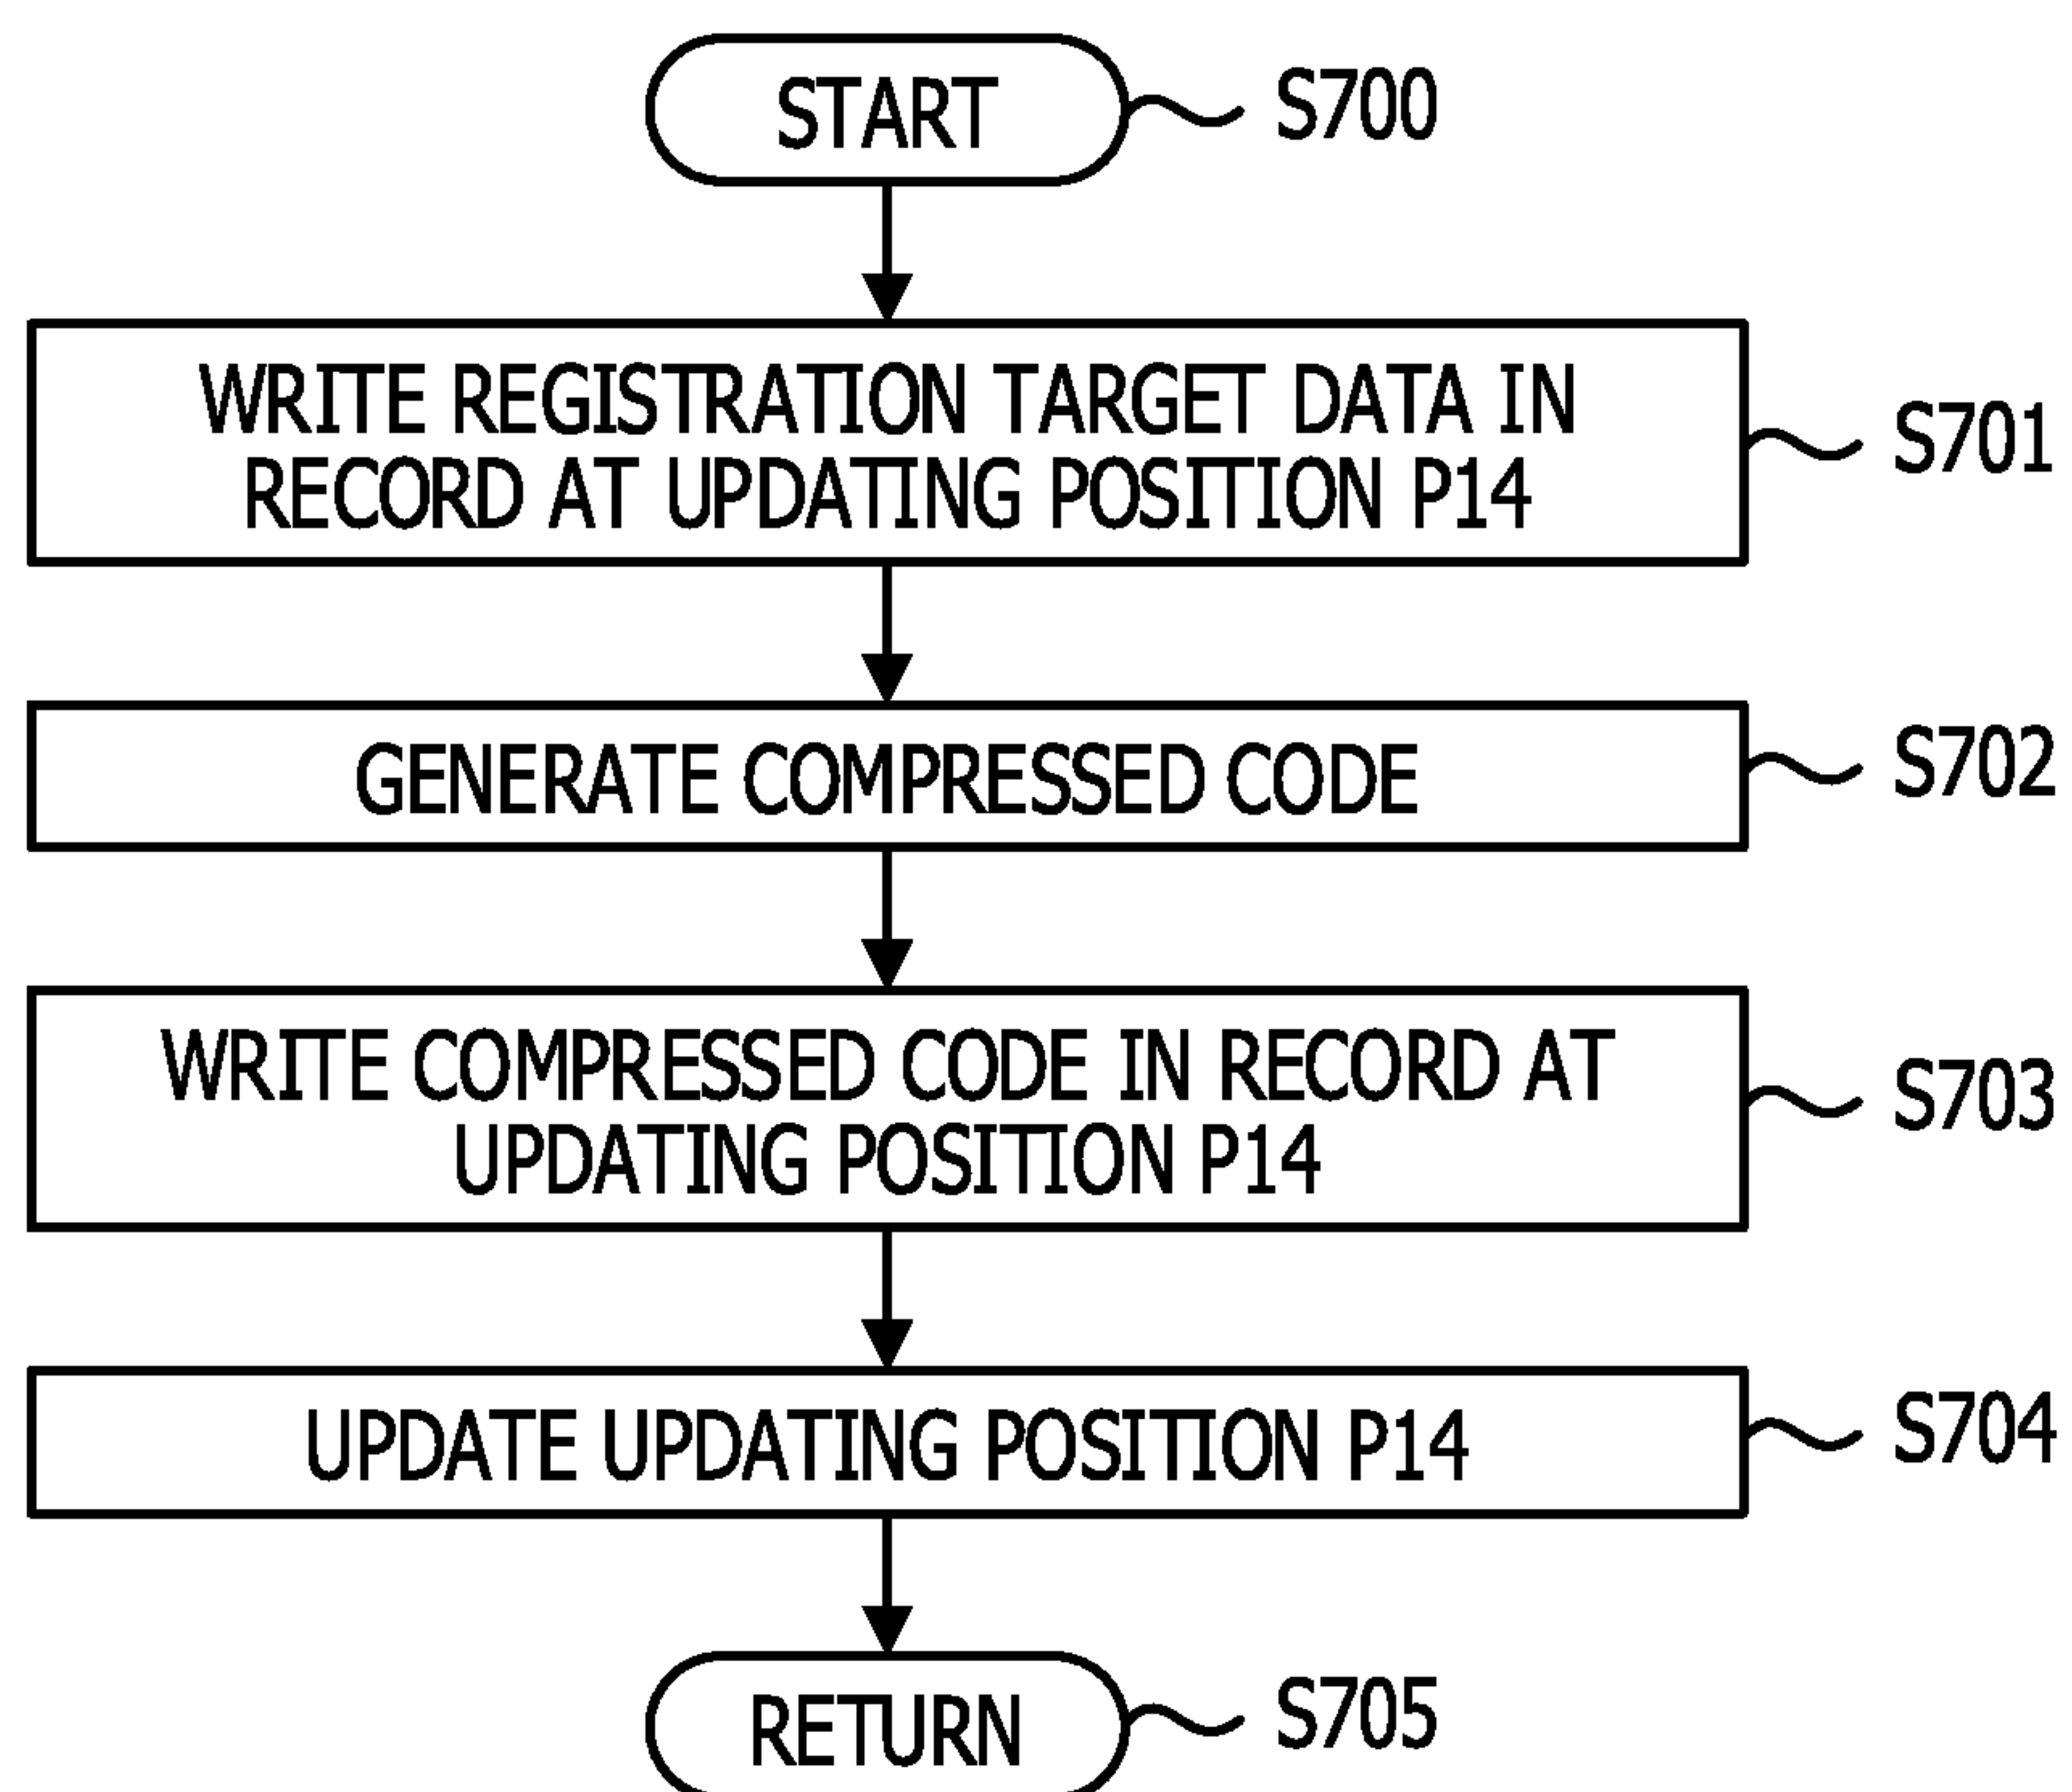 START
S700
WRITE REGISTRATION TARGET DATA IN
RECORD AT UPDATING POSITION P14
S701
GENERATE COMPRESSED CODE
S702
WRITE COMPRESSED CODE IN RECORD AT
UPDATING POSITION P14
S703
UPDATE UPDATING POSITION P14
S704
RETURN
S705